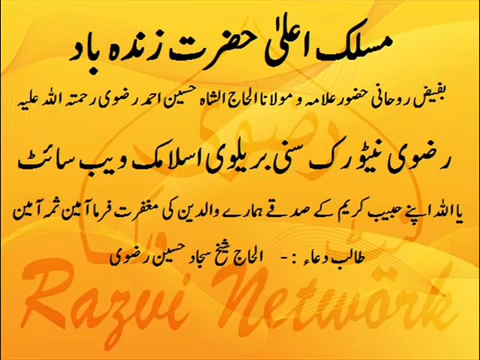 مسلک اعلیٰ حضرت زندہ باد
بفیض روحانی حضور علامہ و مولانا الحاج الشاہ حسین احمد رضوی رحمتہ اللہ علیہ
رضوی نیٹورک سنی بریلوی اسلامک ویب سائٹ
یا اللہ اپنے حبیب کریم کے صدقے ہمارے والدین کی مغفرت فرما آمین ثمہ آمین
طالب دعاء :- الحاج شیخ سجاد حسین رضوی
Razvi Network